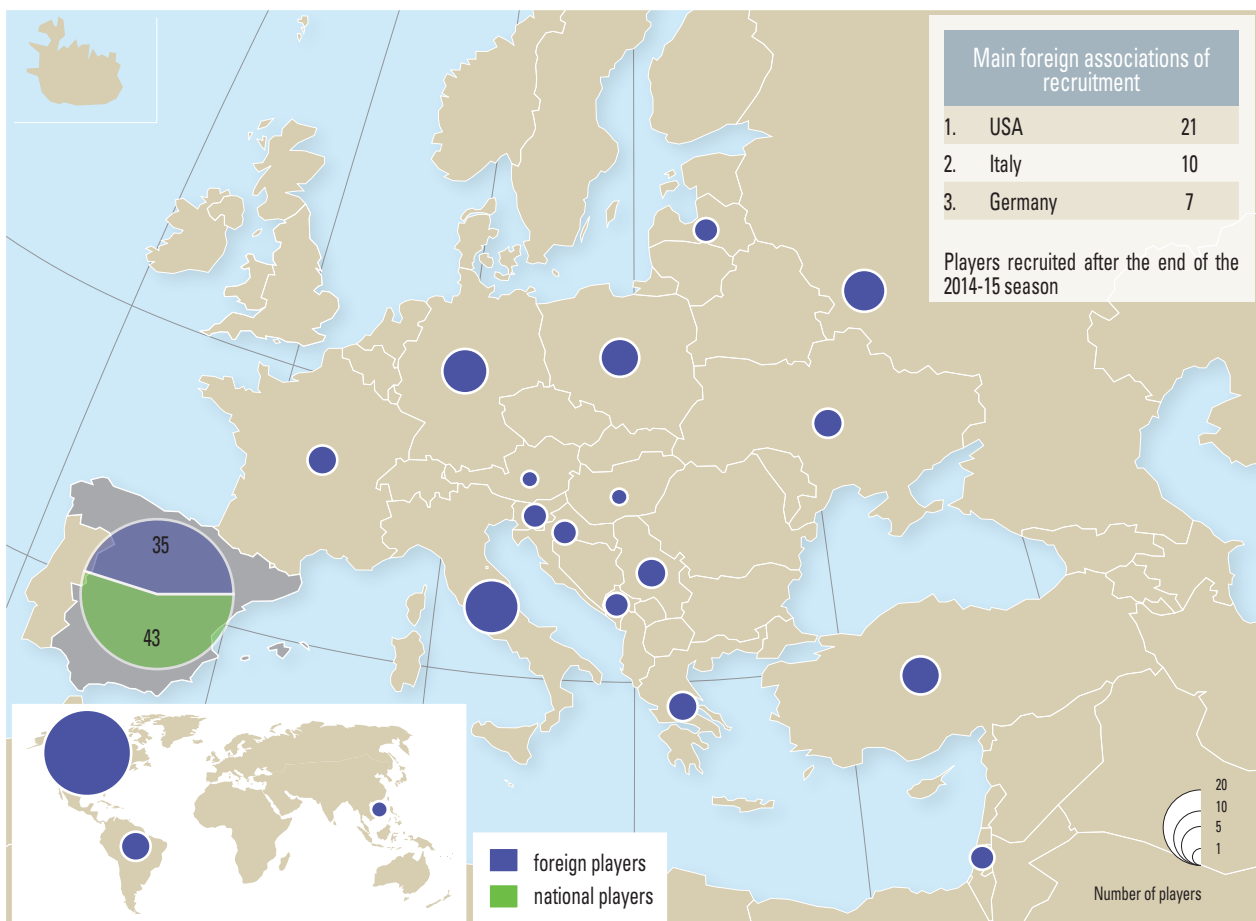 Main foreign associations of
recruitment
1. USA 21
2. Italy 10
3. Germany 7
Players recruited after the end of the
2014-15 season
35
43
foreign players
national players
20
10
5
1
Number of players